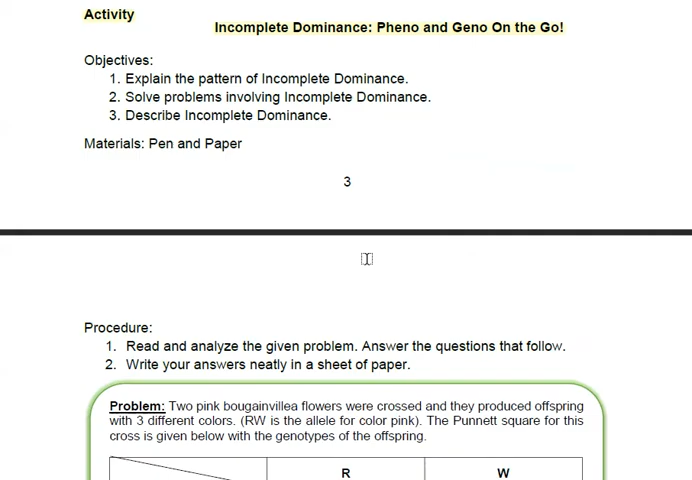 Activity
Incomplete Dominance: Pheno and Geno On the Go!
Objectives:
1. Explain the pattern of Incomplete Dominance.
2. Solve problems involving Incomplete Dominance.
3. Describe Incomplete Dominance.
Materials: Pen and Paper
3
Procedure:
1. Read and analyze the given problem. Answer the questions that follow.
2. Write your answers neatly in a sheet of paper.
Problem: Two pink bougainvillea flowers were crossed and they produced offspring
with 3 different colors. (RW is the allele for color pink). The Punnett square for this
cross is given below with the genotypes of the offspring.
R W